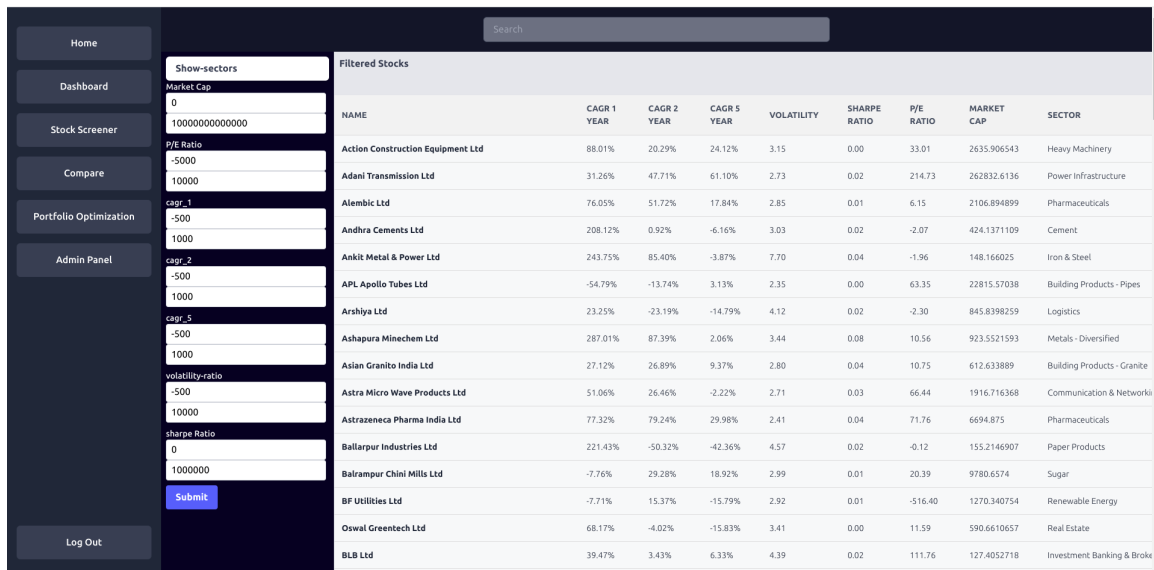 Search
Home
Dashboard
Stock Screener
Compare
Portfolio Optimization
Admin Panel
Log Out
Show-sectors
Market Cap
0
10000000000000
P/E Ratio
-5000
10000
cagr_1
-500
1000
cagr_2
-500
1000
cagr_5
-500
1000
volatility-ratio
-500
10000
sharpe Ratio
0
1000000
Submit
Filtered Stocks
NAME CAGR 1 YEAR CAGR 2 YEAR CAGR 5 YEAR VOLATILITY SHARPE RATIO P/E RATIO MARKET CAP SECTOR
Action Construction Equipment Ltd 88.01% 20.29% 24.12% 3.15 0.00 33.01 2635.906543 Heavy Machinery
Adani Transmission Ltd 31.26% 47.71% 61.10% 2.73 0.02 214.73 262832.6136 Power Infrastructure
Alembic Ltd 76.05% 51.72% 17.84% 2.85 0.01 6.15 2106.894899 Pharmaceuticals
Andhra Cements Ltd 208.12% 0.92% -6.16% 3.03 0.02 -2.07 424.1371109 Cement
Ankit Metal & Power Ltd 243.75% 85.40% -3.87% 7.70 0.04 -1.96 148.166025 Iron & Steel
APL Apollo Tubes Ltd -54.79% -13.74% 3.13% 2.35 0.00 63.35 22815.57038 Building Products - Pipes
Arshiya Ltd 23.25% -23.19% -14.79% 4.12 0.02 -2.30 845.8398259 Logistics
Ashapura Minechem Ltd 287.01% 87.39% 2.06% 3.44 0.08 10.56 923.5521593 Metals - Diversified
Asian Granito India Ltd 27.12% 26.89% 9.37% 2.80 0.04 10.75 612.633889 Building Products - Granite
Astra Micro Wave Products Ltd 51.06% 26.46% -2.22% 2.71 0.03 66.44 1916.716368 Communication & Networki
Astrazeneca Pharma India Ltd 77.32% 79.24% 29.98% 2.41 0.04 71.76 6694.875 Pharmaceuticals
Ballarpur Industries Ltd 221.43% -50.32% -42.36% 4.57 0.02 -0.12 155.2146907 Paper Products
Balrampur Chini Mills Ltd -7.76% 29.28% 18.92% 2.99 0.01 20.39 9780.6574 Sugar
BF Utilities Ltd -7.71% 15.37% -15.79% 2.92 0.01 -516.40 1270.340754 Renewable Energy
Oswal Greentech Ltd 68.17% -4.02% -15.83% 3.41 0.00 11.59 590.6610657 Real Estate
BLB Ltd 39.47% 3.43% 6.33% 4.39 0.02 111.76 127.4052718 Investment Banking & Broke